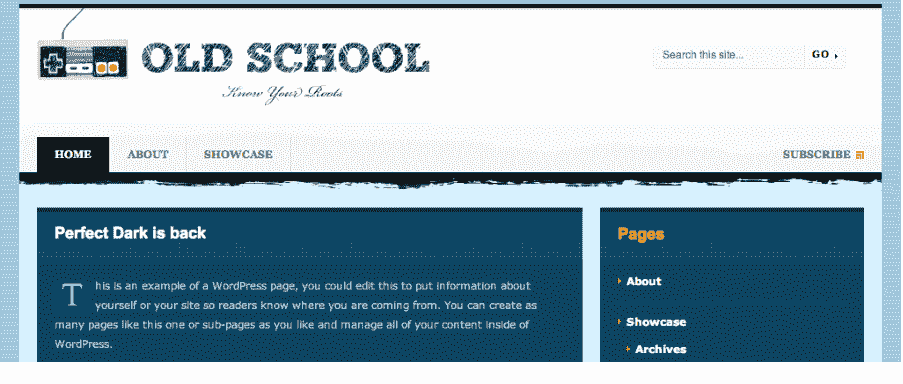 OLD SCHOOL
Know Your Roots
Search this site...
GO
HOME
ABOUT
SHOWCASE
SUBSCRIBE
Perfect Dark is back
This is an example of a WordPress page, you could edit this to put information about
yourself or your site so readers know where you are coming from. You can create as
many pages like this one or sub-pages as you like and manage all of your content inside of
WordPress.
Pages
About
Showcase
Archives